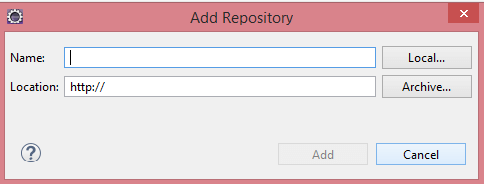 Add Repository
Name: Local...
Location: http:// Archive...
? Add Cancel